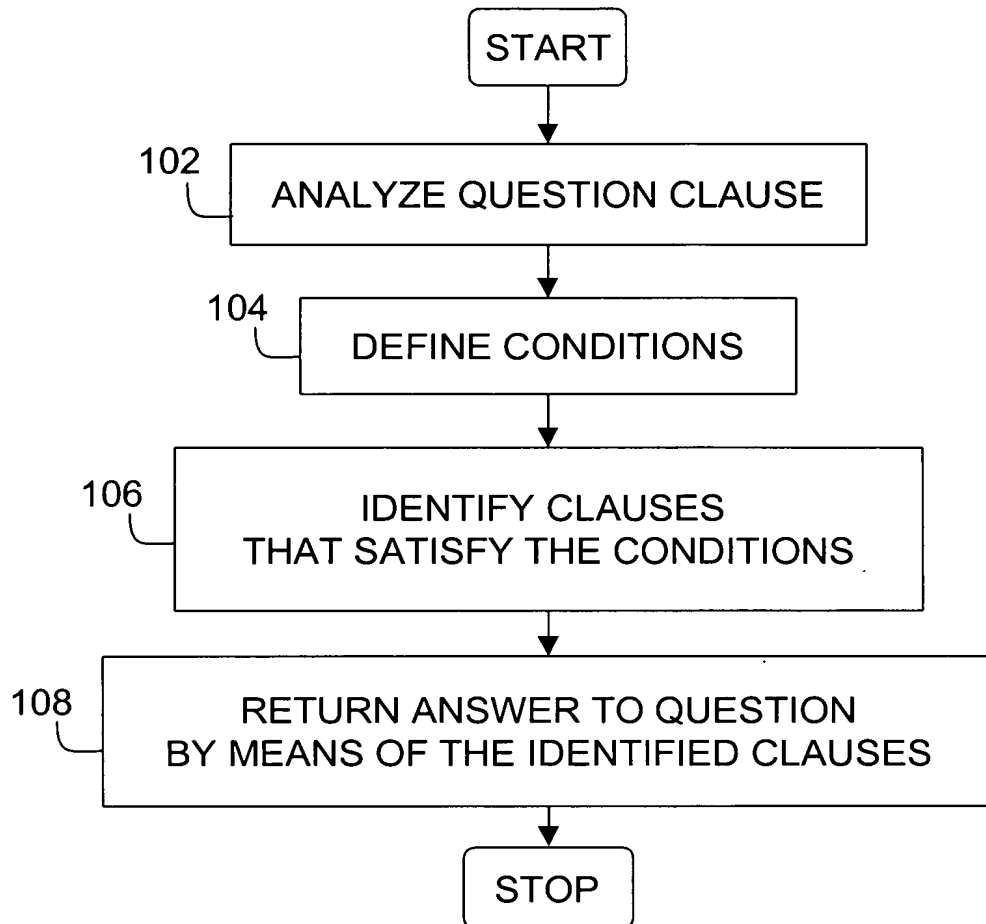 START
102
ANALYZE QUESTION CLAUSE
104
DEFINE CONDITIONS
106
IDENTIFY CLAUSES
THAT SATISFY THE CONDITIONS
108
RETURN ANSWER TO QUESTION
BY MEANS OF THE IDENTIFIED CLAUSES
STOP